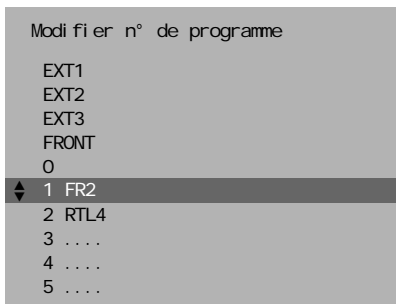 Modifier n° de programme
EXT1
EXT2
EXT3
FRONT
0
1 FR2
2 RTL4
3 ....
4 ....
5 ....